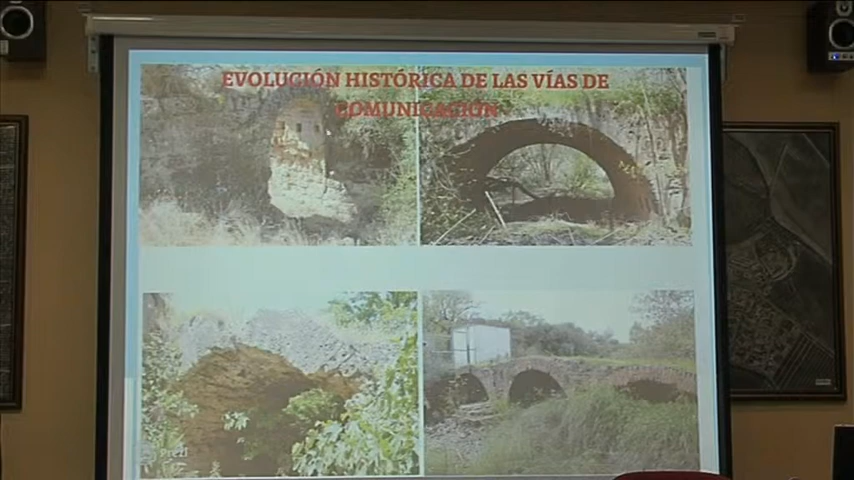 EVOLUCIÓN HISTÓRICA DE LAS VÍAS DE
COMUNICACIÓN